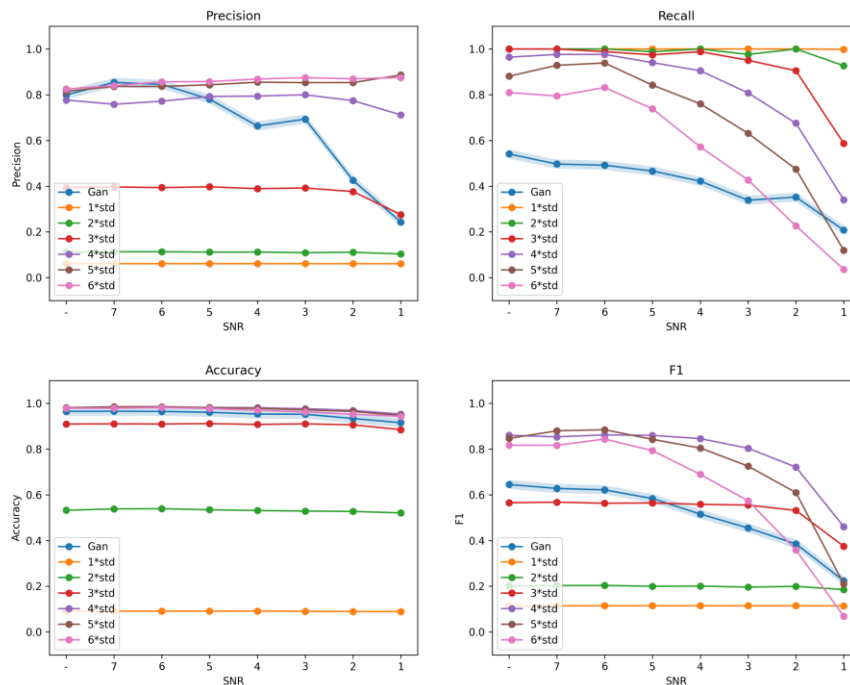 Precision
1.0
0.8
0.6
0.4
0.2
0.0
Precision
Gan
1*std
2*std
3*std
4*std
5*std
6*std
- 7 6 5 4 3 2 1
SNR
Recall
1.0
0.8
0.6
0.4
0.2
0.0
Recall
Gan
1*std
2*std
3*std
4*std
5*std
6*std
- 7 6 5 4 3 2 1
SNR
Accuracy
1.0
0.8
0.6
0.4
0.2
0.0
Accuracy
Gan
1*std
2*std
3*std
4*std
5*std
6*std
- 7 6 5 4 3 2 1
SNR
F1
1.0
0.8
0.6
0.4
0.2
0.0
F1
Gan
1*std
2*std
3*std
4*std
5*std
6*std
- 7 6 5 4 3 2 1
SNR